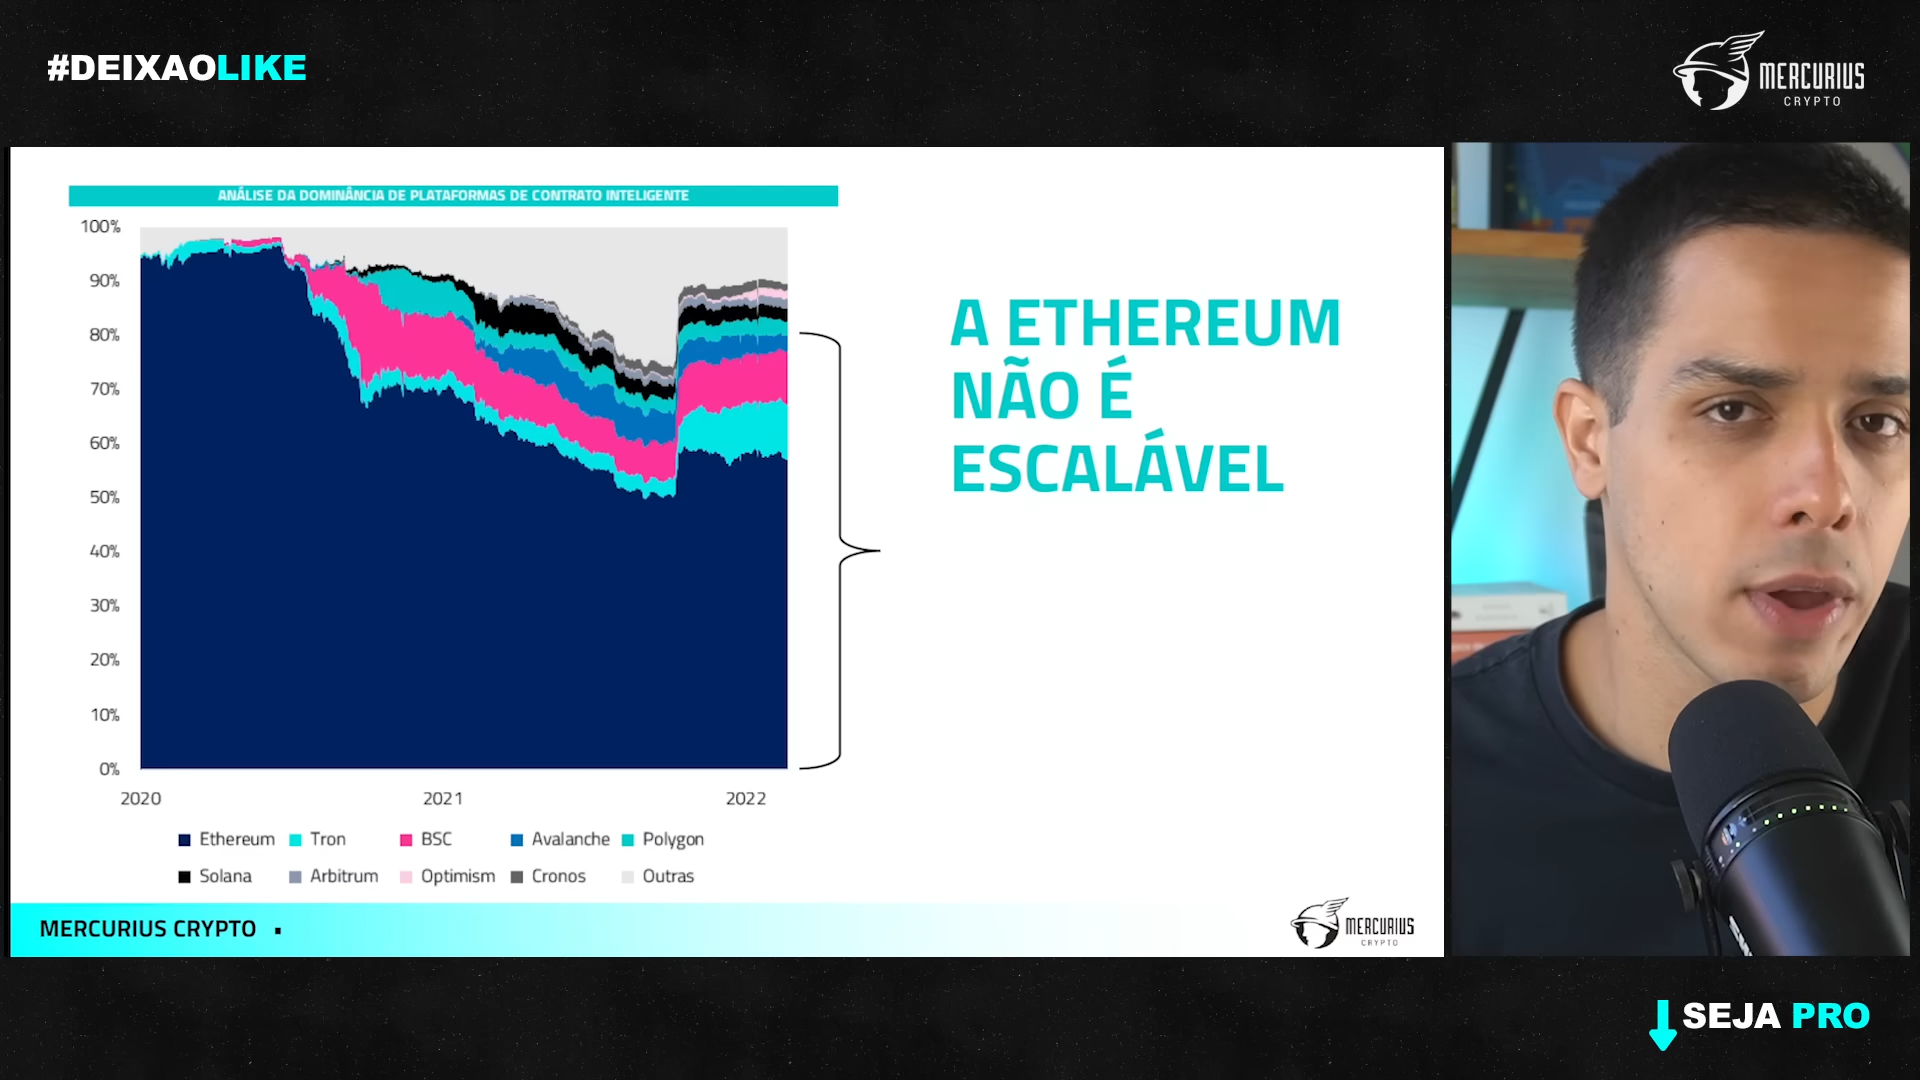 #DEIXAOLIKE
MERCURIUS
CRYPTO
ANÁLISE DA DOMINÂNCIA DE PLATAFORMAS DE CONTRATO INTELIGENTE
100%
90%
80%
70%
60%
50%
40%
30%
20%
10%
0%
2020 2021 2022
Ethereum Tron BSC Avalanche Polygon
Solana Arbitrum Optimism Cronos Outras
A ETHEREUM
NÃO É
ESCALÁVEL
MERCURIUS CRYPTO ▪
MERCURIUS
CRYPTO
SEJA PRO